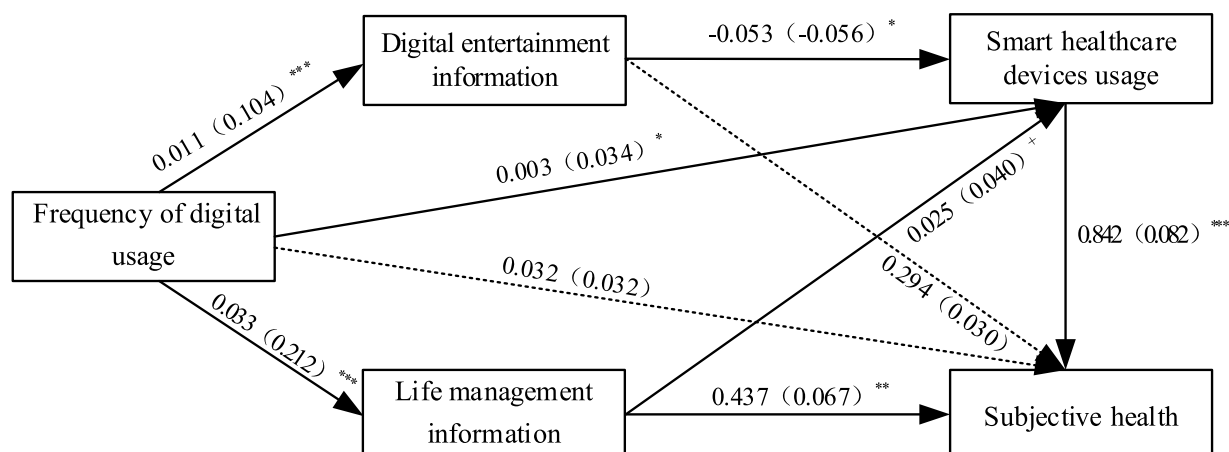 Digital entertainment
information
-0.053（-0.056）*
Smart healthcare
devices usage
0.011（0.104）***
0.003（0.034）*
0.025（0.040）+
Frequency of digital
usage
0.842（0.082）***
0.032（0.032）
0.294（0.030）
0.033（0.212）***
Life management
information
0.437（0.067）**
Subjective health